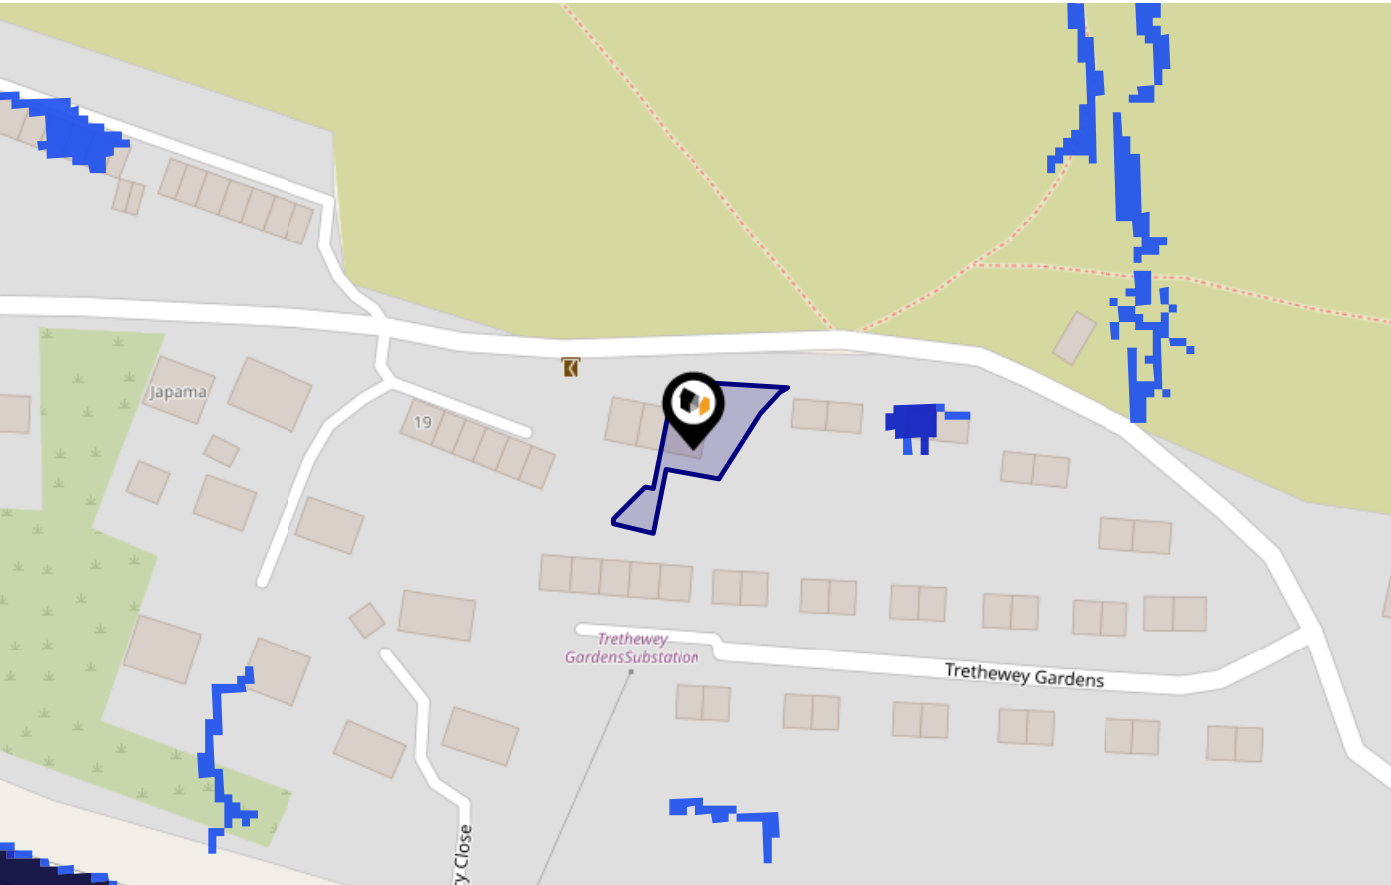 Japama
19
Trethewey
GardensSubstation
Trethewey Gardens
y Close